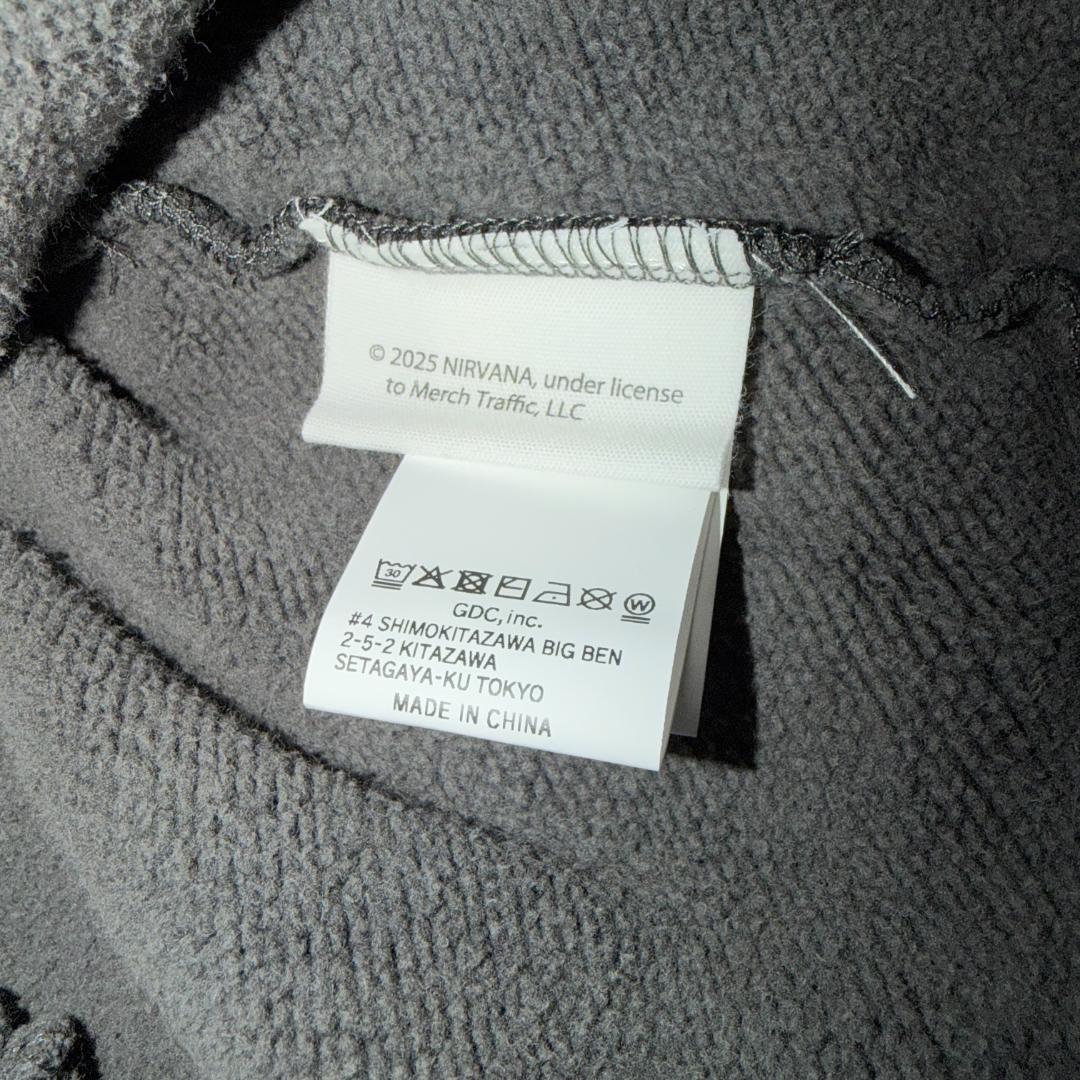 © 2025 NIRVANA, under license
to Merch Traffic, LLC
30 W
GDC, inc.
#4 SHIMOKITAZAWA BIG BEN
2-5-2 KITAZAWA
SETAGAYA-KU TOKYO
MADE IN CHINA